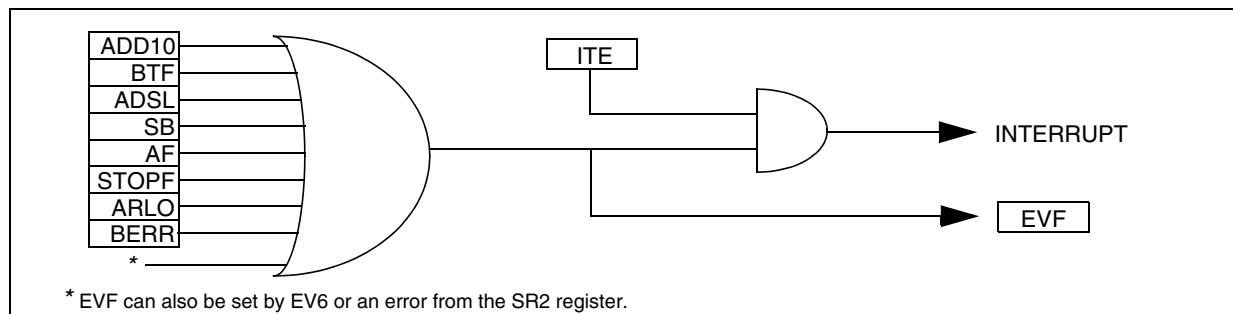 ADD10
BTF
ADSL
SB
AF
STOPF
ARLO
BERR
*
ITE
INTERRUPT
EVF
* EVF can also be set by EV6 or an error from the SR2 register.